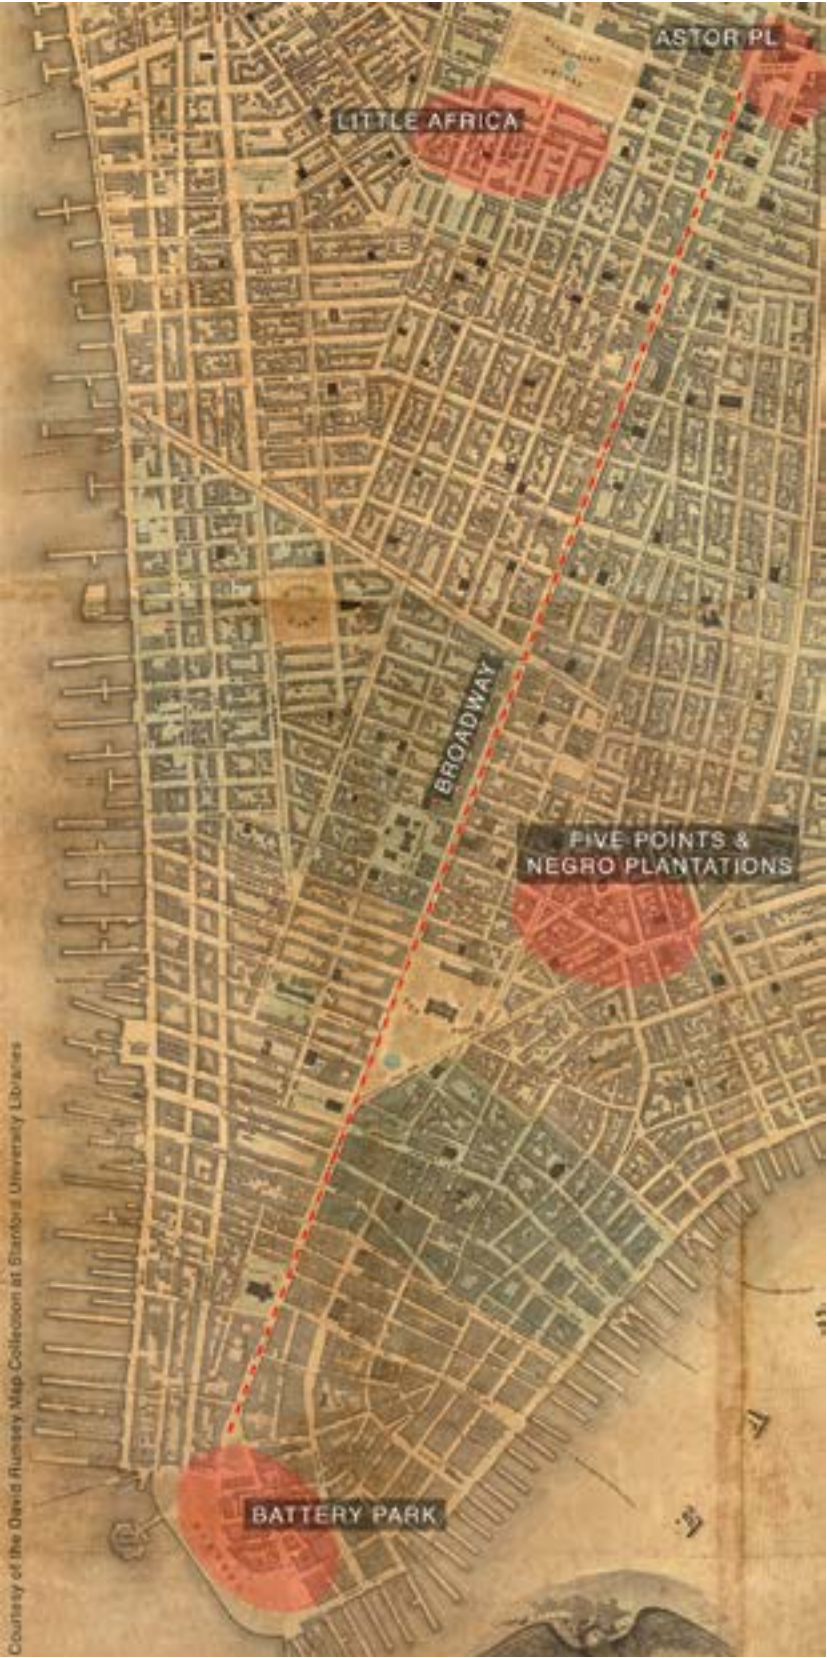 ASTOR PL
LITTLE AFRICA
BROADWAY
FIVE POINTS &
NEGRO PLANTATIONS
BATTERY PARK
Courtesy of the David Rumsey Map Collection at Stanford University Libraries